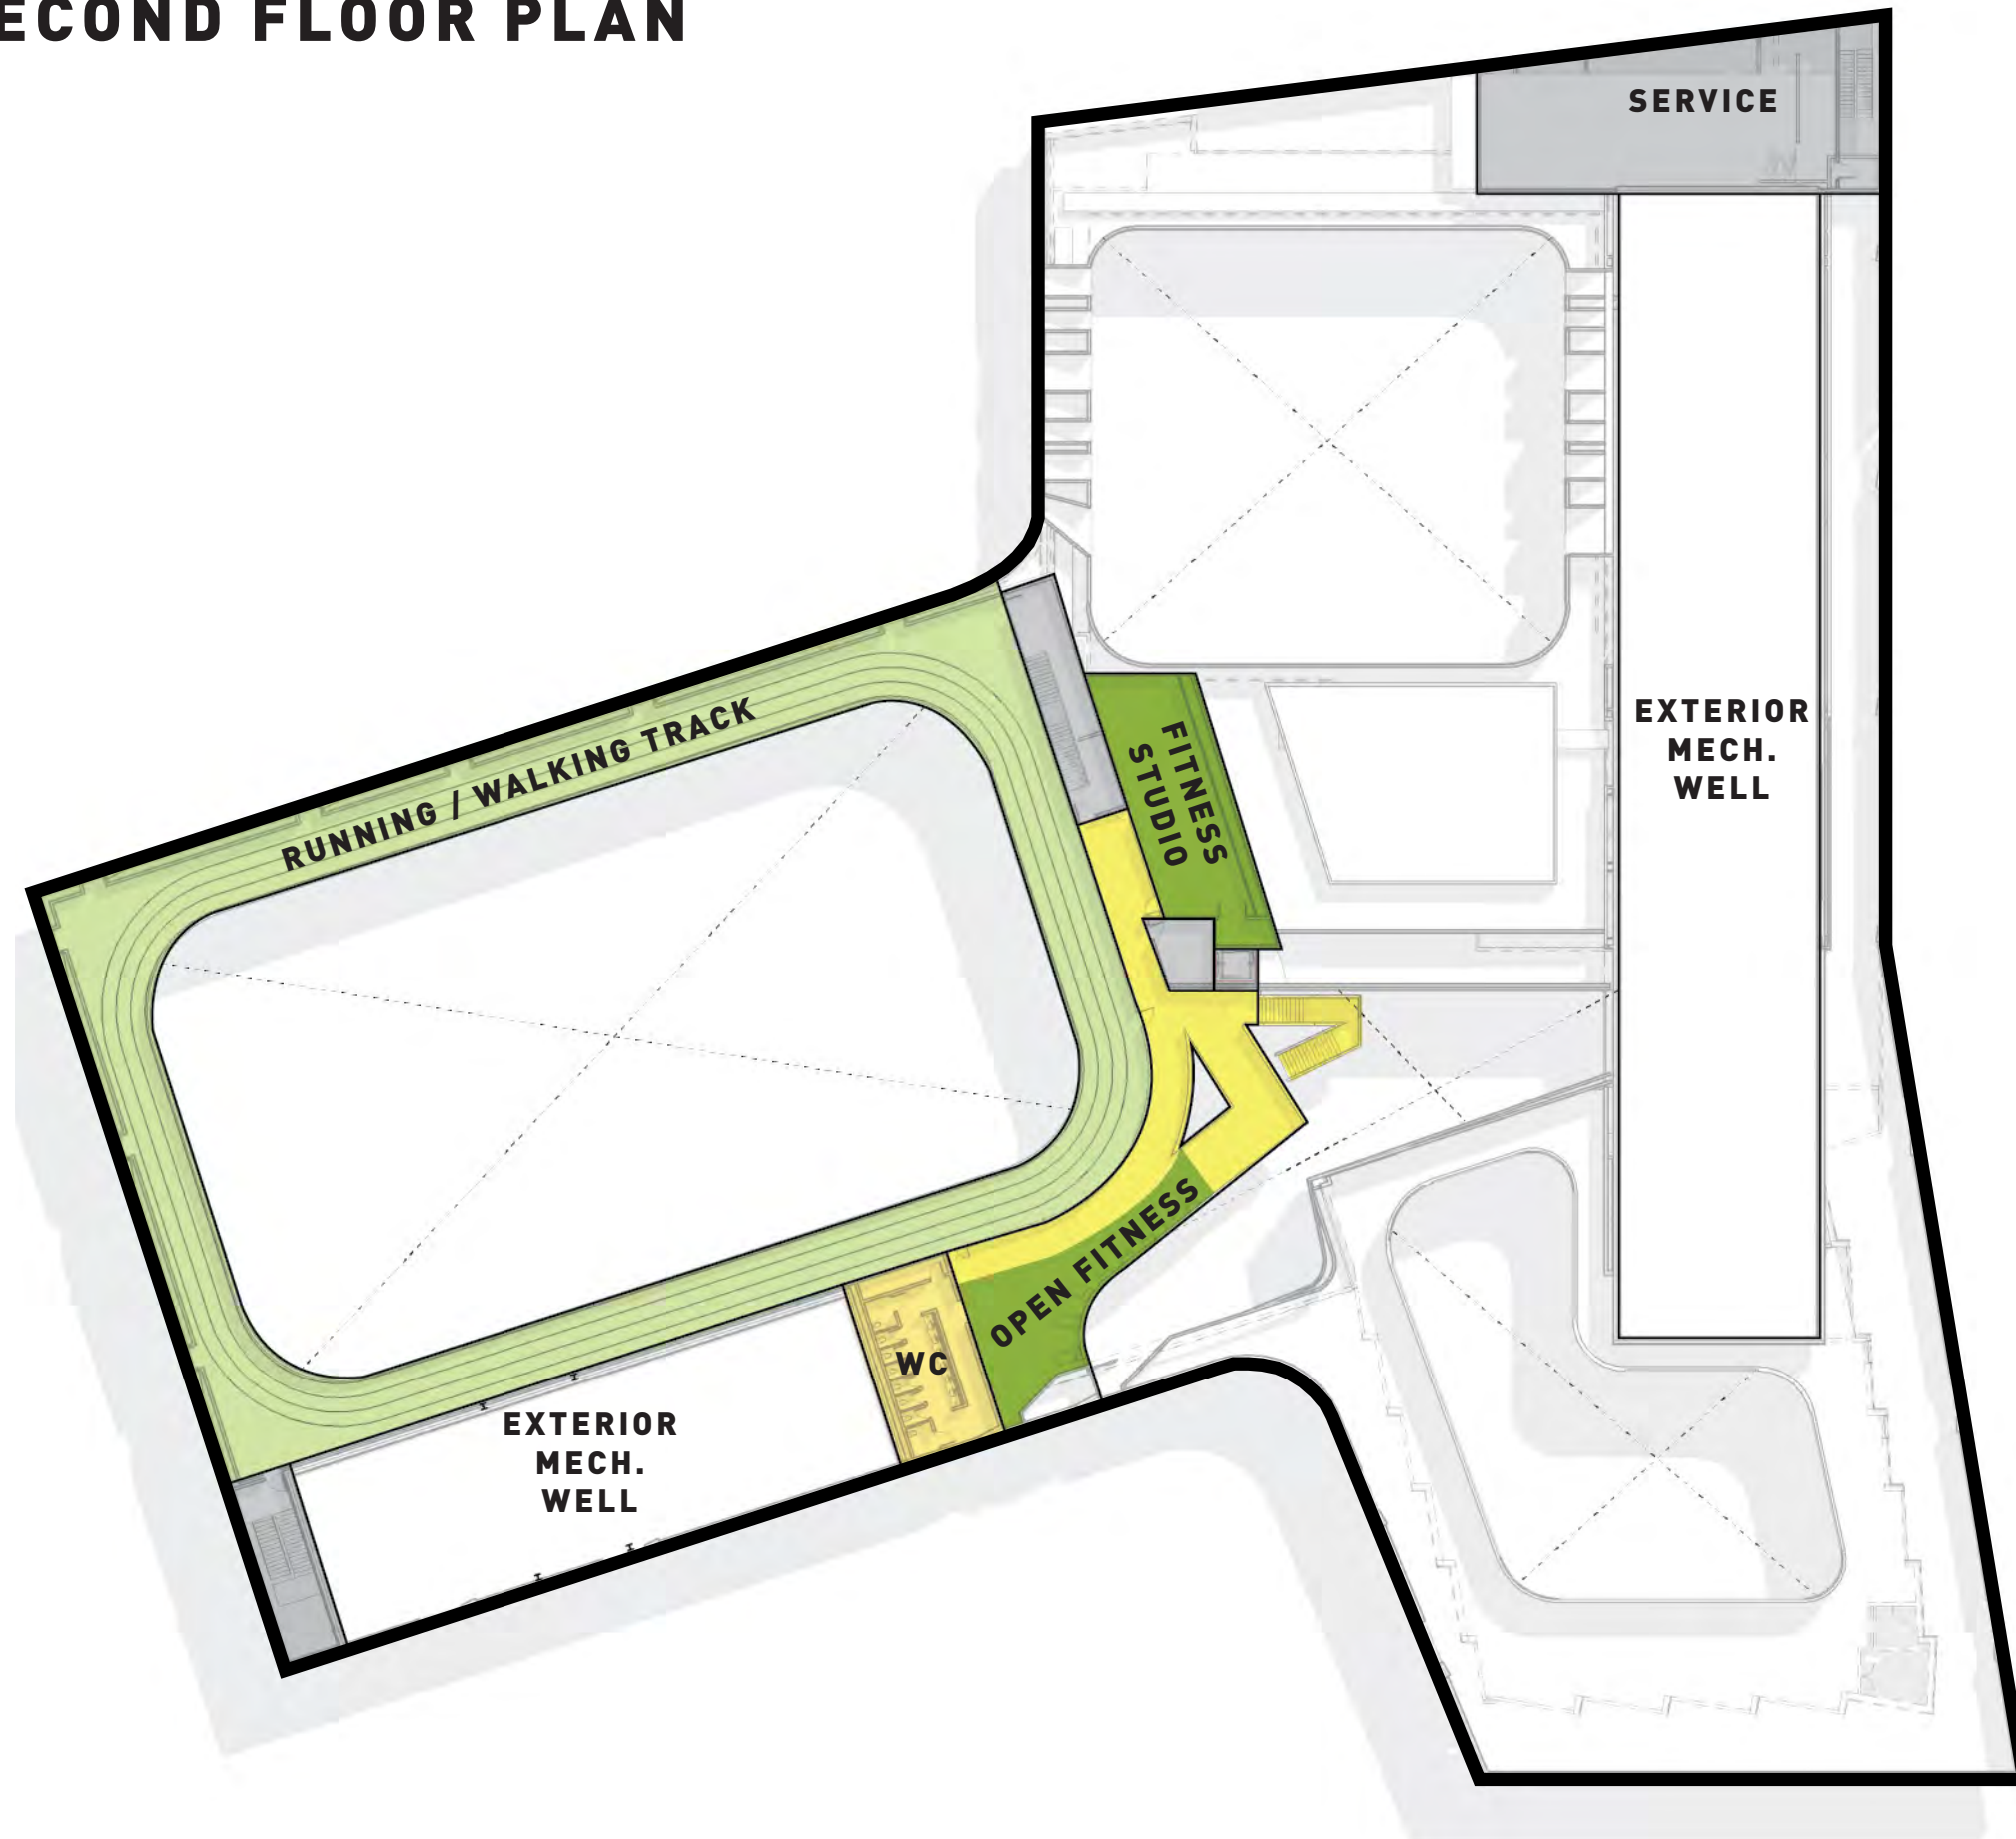 ECOND FLOOR PLAN
SERVICE
EXTERIOR
MECH.
WELL
FITNESS
STUDIO
RUNNING / WALKING TRACK
OPEN FITNESS
WC
EXTERIOR
MECH.
WELL